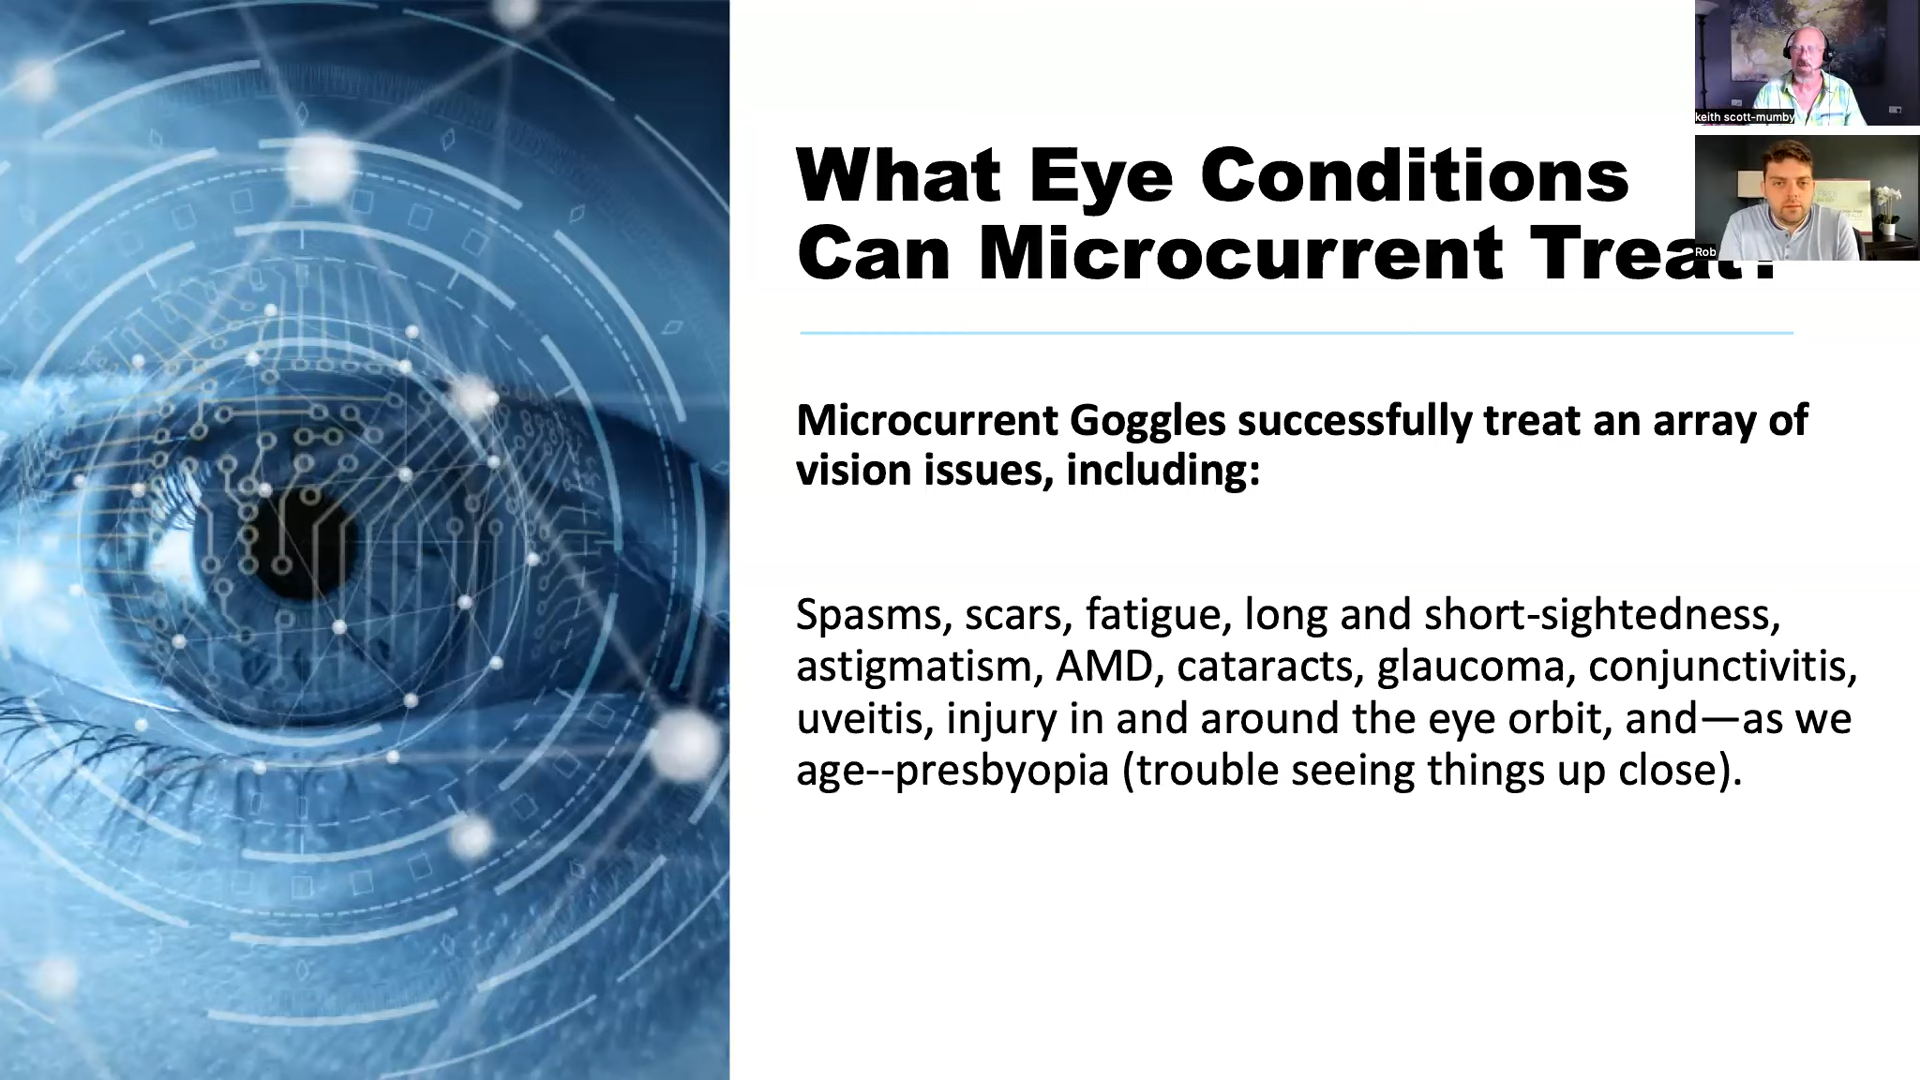 keith scott-mumby
What Eye Conditions
Rob
Can Microcurrent Treat?
Microcurrent Goggles successfully treat an array of
vision issues, including:
Spasms, scars, fatigue, long and short-sightedness,
astigmatism, AMD, cataracts, glaucoma, conjunctivitis,
uveitis, injury in and around the eye orbit, and—as we
age--presbyopia (trouble seeing things up close).